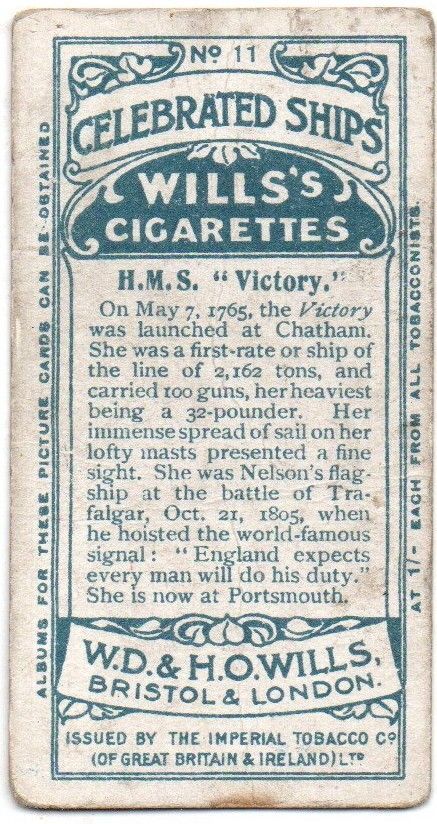 Nº 11
CELEBRATED SHIPS
WILLS'S
CIGARETTES
H.M.S. "Victory."
On May 7, 1765, the Victory
was launched at Chatham.
She was a first-rate or ship of
the line of 2,162 tons, and
carried 100 guns, her heaviest
being a 32-pounder. Her
immense spread of sail on her
lofty masts presented a fine
sight. She was Nelson's flag-
ship at the battle of Tra-
falgar, Oct. 21, 1805, when
he hoisted the world-famous
signal: "England expects
every man will do his duty."
She is now at Portsmouth.
W.D. & H.O. WILLS,
BRISTOL & LONDON.
ISSUED BY THE IMPERIAL TOBACCO Cº
(OF GREAT BRITAIN & IRELAND) LTD
ALBUMS FOR THESE PICTURE CARDS CAN BE OBTAINED
AT 1/- EACH FROM ALL TOBACCONISTS.